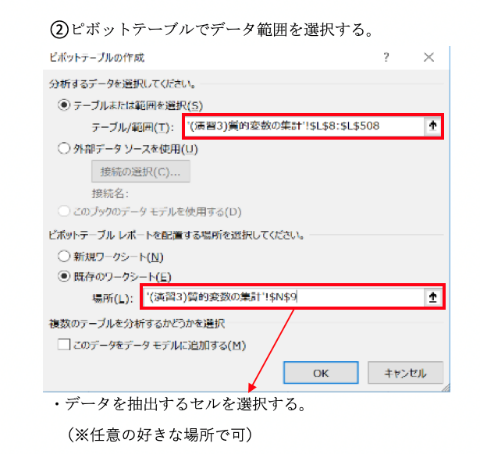 ②ピボットテーブルでデータ範囲を選択する。
ピボットテーブルの作成 ? ×
分析するデータを選択してください。
テーブルまたは範囲を選択(S)
テーブル/範囲(T): '(演習3)質的変数の集計'!$L$8:$L$508
外部データ ソースを使用(U)
接続の選択(C)...
接続名:
このブックのデータ モデルを使用する(D)
ピボットテーブル レポートを配置する場所を選択してください。
新規ワークシート(N)
既存のワークシート(E)
場所(L): '(演習3)質的変数の集計'!$N$9
複数のテーブルを分析するかどうかを選択
このデータをデータ モデルに追加する(M)
OK キャンセル
・データを抽出するセルを選択する。
（※任意の好きな場所で可）